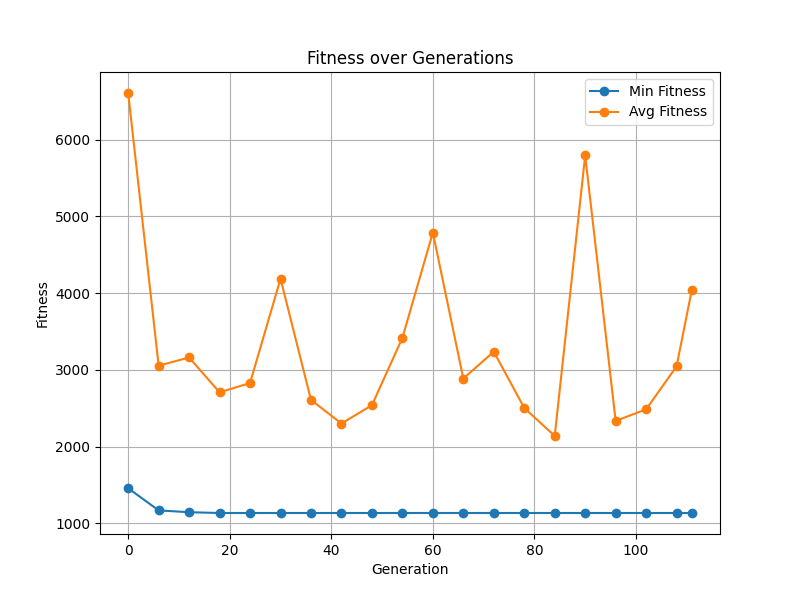 Fitness over Generations
Min Fitness
Avg Fitness
6000
5000
4000
3000
2000
1000
Fitness
0 20 40 60 80 100
Generation